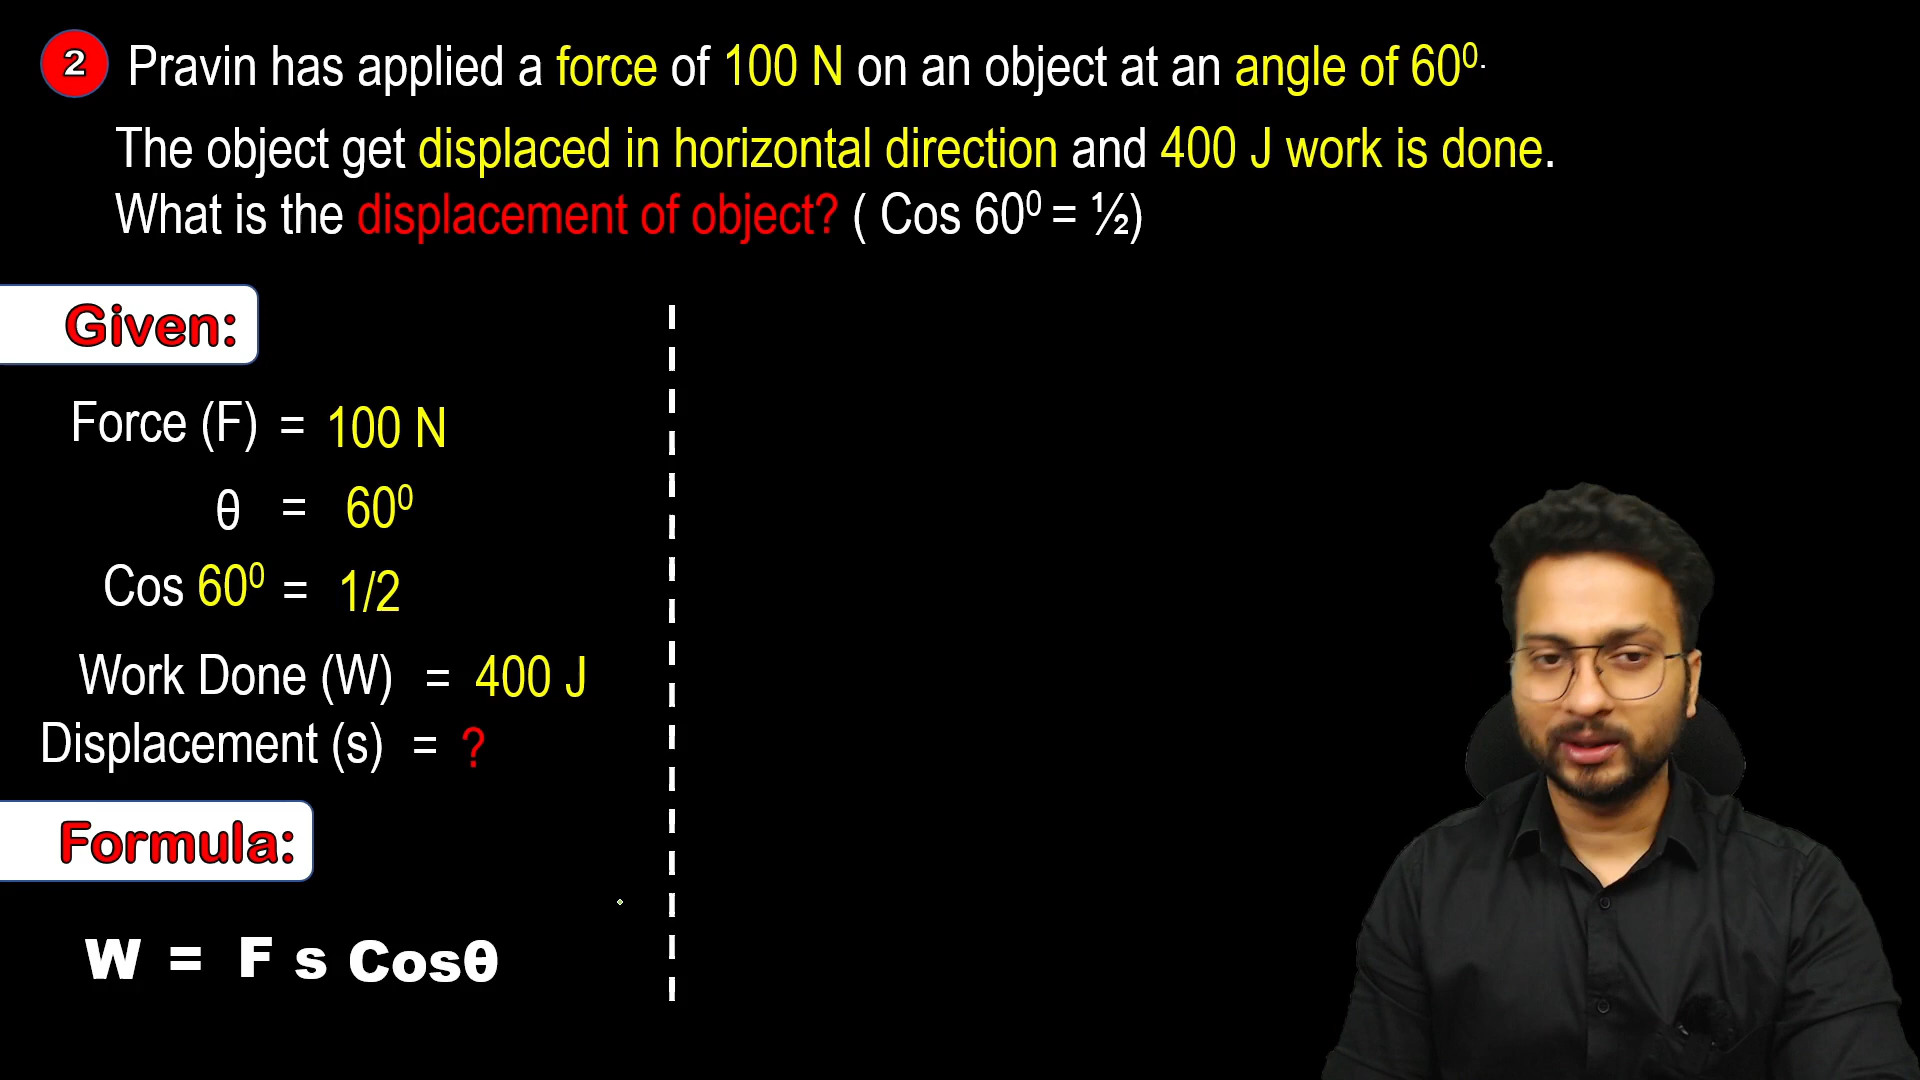 2 Pravin has applied a force of 100 N on an object at an angle of 60⁰.
The object get displaced in horizontal direction and 400 J work is done.
What is the displacement of object? ( Cos 60⁰ = ½)
Given:
Force (F) = 100 N
θ = 60⁰
Cos 60⁰ = 1/2
Work Done (W) = 400 J
Displacement (s) = ?
Formula:
W = F s Cosθ